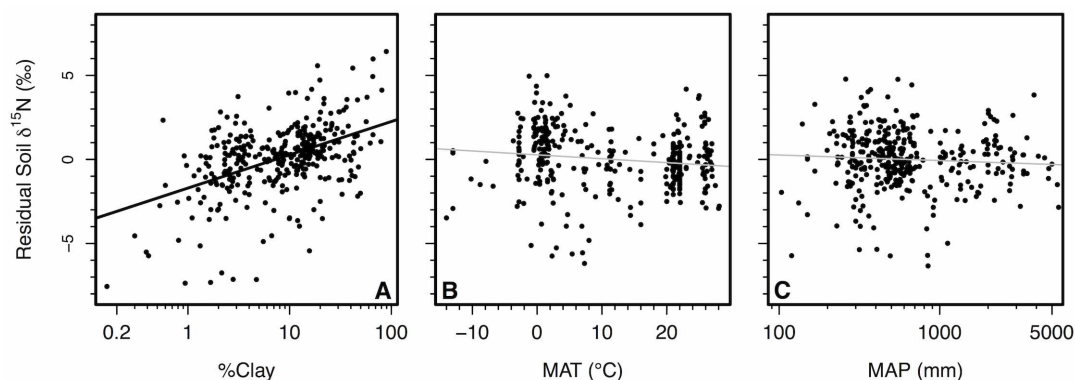 Residual Soil δ¹⁵N (‰)
5
0
−5
A
B
C
0.2 1 10 100
−10 0 10 20
100 1000 5000
%Clay
MAT (°C)
MAP (mm)